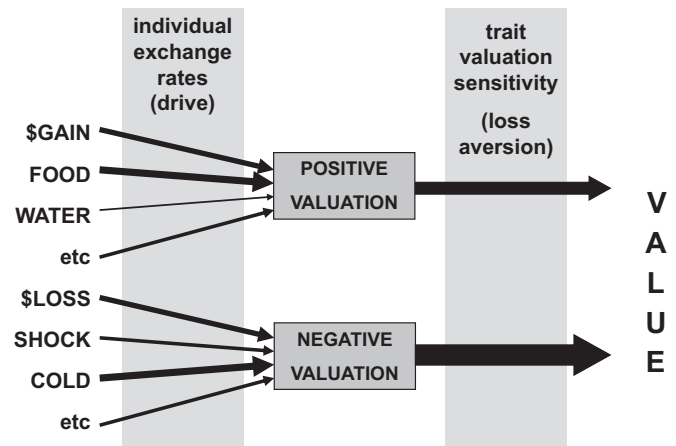 individual
exchange
rates
(drive)
trait
valuation
sensitivity
(loss
aversion)
$GAIN
FOOD
WATER
etc
POSITIVE
VALUATION
$LOSS
SHOCK
COLD
etc
NEGATIVE
VALUATION
V
A
L
U
E